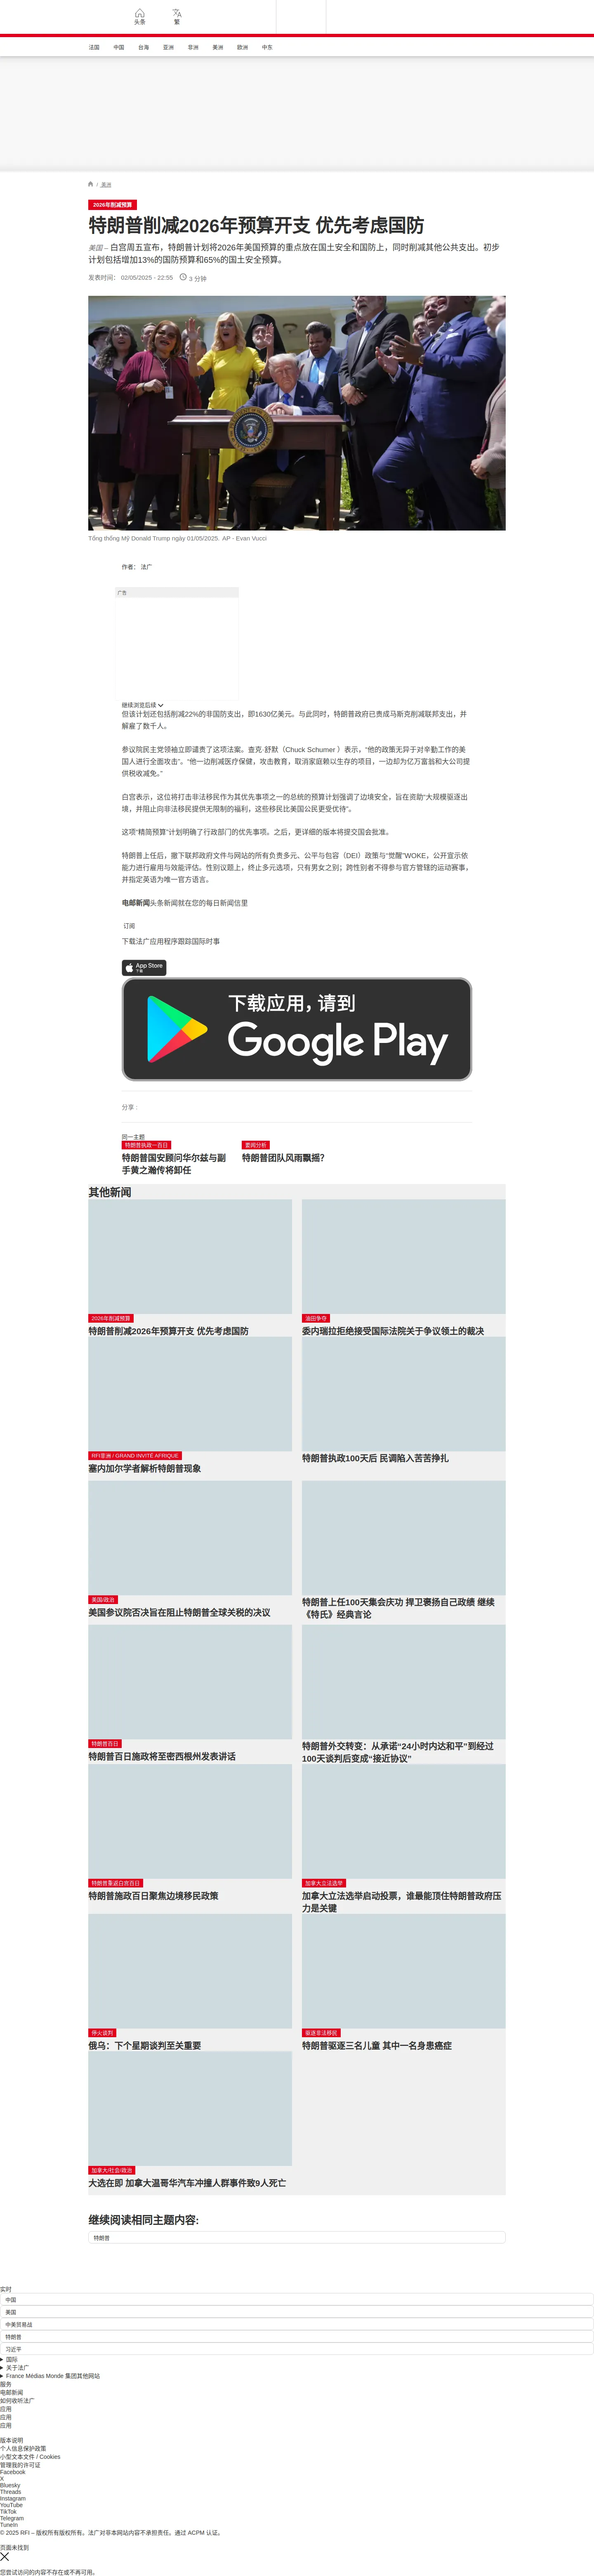 头条
繁
法国 中国 台海 亚洲 非洲 美洲 欧洲 中东
/ 美洲
2026年削减预算
特朗普削减2026年预算开支 优先考虑国防
美国 – 白宫周五宣布，特朗普计划将2026年美国预算的重点放在国土安全和国防上，同时削减其他公共支出。初步
计划包括增加13%的国防预算和65%的国土安全预算。
发表时间： 02/05/2025 - 22:55 3 分钟
Tổng thống Mỹ Donald Trump ngày 01/05/2025. AP - Evan Vucci
作者： 法广
广告
继续浏览后续
但该计划还包括削减22%的非国防支出，即1630亿美元。与此同时，特朗普政府已责成马斯克削减联邦支出，并
解雇了数千人。
参议院民主党领袖立即谴责了这项法案。查克·舒默（Chuck Schumer ）表示，“他的政策无异于对辛勤工作的美
国人进行全面攻击”。“他一边削减医疗保健，攻击教育，取消家庭赖以生存的项目，一边却为亿万富翁和大公司提
供税收减免。”
白宫表示，这位将打击非法移民作为其优先事项之一的总统的预算计划强调了边境安全，旨在资助“大规模驱逐出
境，并阻止向非法移民提供无限制的福利，这些移民比美国公民更受优待”。
这项“精简预算”计划明确了行政部门的优先事项。之后，更详细的版本将提交国会批准。
特朗普上任后，撤下联邦政府文件与网站的所有负责多元、公平与包容（DEI）政策与“觉醒”WOKE，公开宣示依
能力进行雇用与效能评估。性别议题上，终止多元选项，只有男女之别；跨性别者不得参与官方管辖的运动赛事，
并指定英语为唯一官方语言。
电邮新闻头条新闻就在您的每日新闻信里
订阅
下载法广应用程序跟踪国际时事
App Store
下载
下载应用，请到
Google Play
分享 :
同一主题
特朗普执政一百日
特朗普国安顾问华尔兹与副
手黄之瀚传将卸任
要闻分析
特朗普团队风雨飘摇?
其他新闻
2026年削减预算
特朗普削减2026年预算开支 优先考虑国防
油田争夺
委内瑞拉拒绝接受国际法院关于争议领土的裁决
RFI非洲 / GRAND INVITÉ AFRIQUE
塞内加尔学者解析特朗普现象
特朗普执政100天后 民调陷入苦苦挣扎
美国/政治
美国参议院否决旨在阻止特朗普全球关税的决议
特朗普上任100天集会庆功 捍卫褒扬自己政绩 继续
《特氏》经典言论
特朗普百日
特朗普百日施政将至密西根州发表讲话
特朗普外交转变：从承诺“24小时内达和平”到经过
100天谈判后变成“接近协议”
特朗普重返白宫百日
特朗普施政百日聚焦边境移民政策
加拿大立法选举
加拿大立法选举启动投票，谁最能顶住特朗普政府压
力是关键
停火谈判
俄乌：下个星期谈判至关重要
驱逐非法移民
特朗普驱逐三名儿童 其中一名身患癌症
加拿大/社会/政治
大选在即 加拿大温哥华汽车冲撞人群事件致9人死亡
继续阅读相同主题内容:
特朗普
实时
中国
美国
中美贸易战
特朗普
习近平
国际
关于法广
France Médias Monde 集团其他网站
服务
电邮新闻
如何收听法广
应用
应用
应用
版本说明
个人信息保护政策
小型文本文件 / Cookies
管理我的许可证
Facebook
X
Bluesky
Threads
Instagram
YouTube
TikTok
Telegram
TuneIn
© 2025 RFI – 版权所有版权所有。法广对非本网站内容不承担责任。通过 ACPM 认证。
页面未找到
您尝试访问的内容不存在或不再可用。